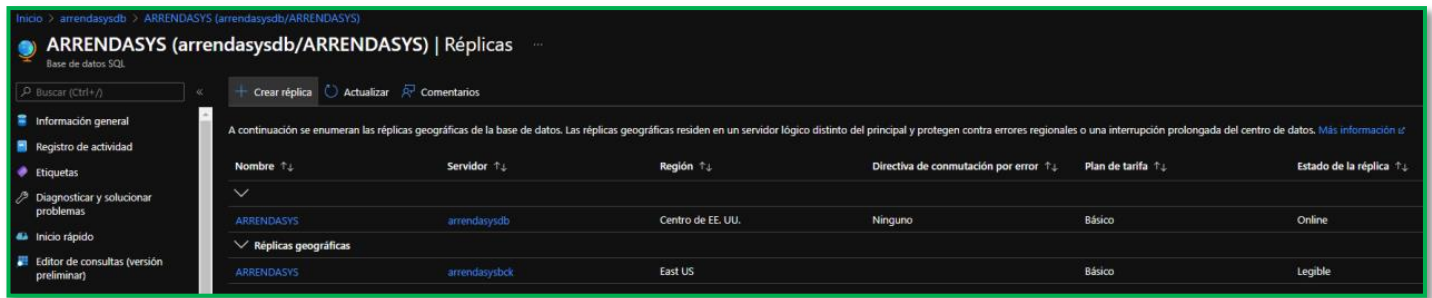 Inicio > arrendasysdb > ARRENDASYS (arrendasysdb/ARRENDASYS)
ARRENDASYS (arrendasysdb/ARRENDASYS) | Réplicas ...
Base de datos SQL
Buscar (Ctrl+/)
«
+ Crear réplica
Actualizar
Comentarios
Información general
Registro de actividad
Etiquetas
Diagnosticar y solucionar
problemas
Inicio rápido
Editor de consultas (versión
preliminar)
A continuación se enumeran las réplicas geográficas de la base de datos. Las réplicas geográficas residen en un servidor lógico distinto del principal y protegen contra errores regionales o una interrupción prolongada del centro de datos. Más información
Nombre ↑↓ Servidor ↑↓ Región ↑↓ Directiva de conmutación por error ↑↓ Plan de tarifa ↑↓ Estado de la réplica ↑↓
ARRENDASYS arrendasysdb Centro de EE. UU. Ninguno Básico Online
Réplicas geográficas
ARRENDASYS arrendasysbck East US Básico Legible